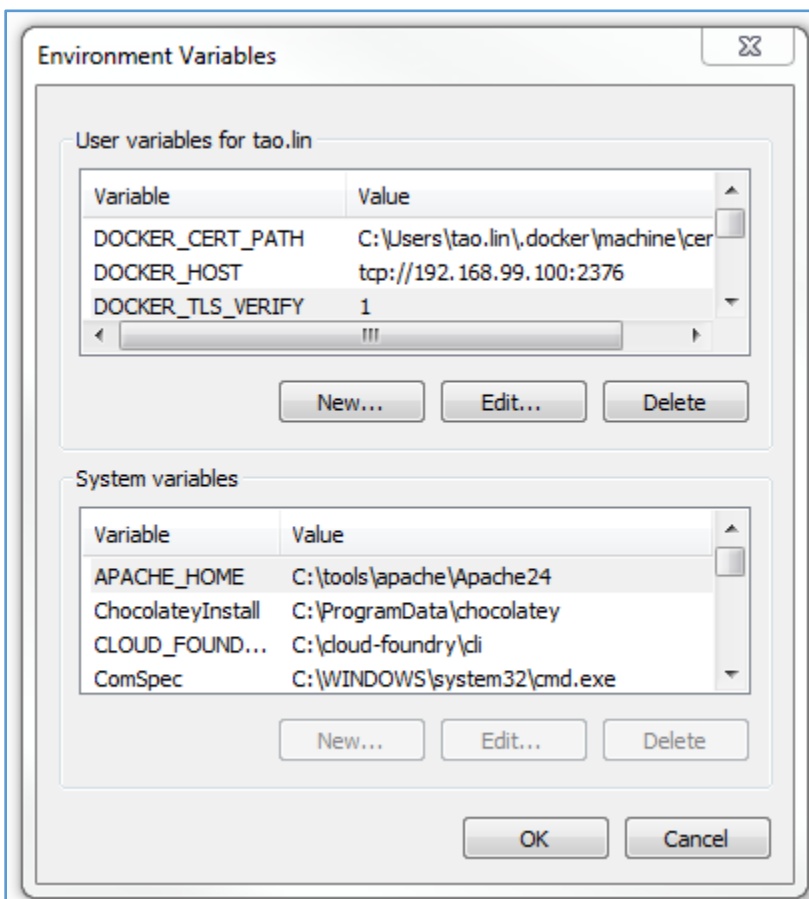 Environment Variables
User variables for tao.lin
Variable Value
DOCKER_CERT_PATH C:\Users\tao.lin\.docker\machine\cer
DOCKER_HOST tcp://192.168.99.100:2376
DOCKER_TLS_VERIFY 1
New... Edit... Delete
System variables
Variable Value
APACHE_HOME C:\tools\apache\Apache24
ChocolateyInstall C:\ProgramData\chocolatey
CLOUD_FOUND... C:\cloud-foundry\cli
ComSpec C:\WINDOWS\system32\cmd.exe
New... Edit... Delete
OK Cancel